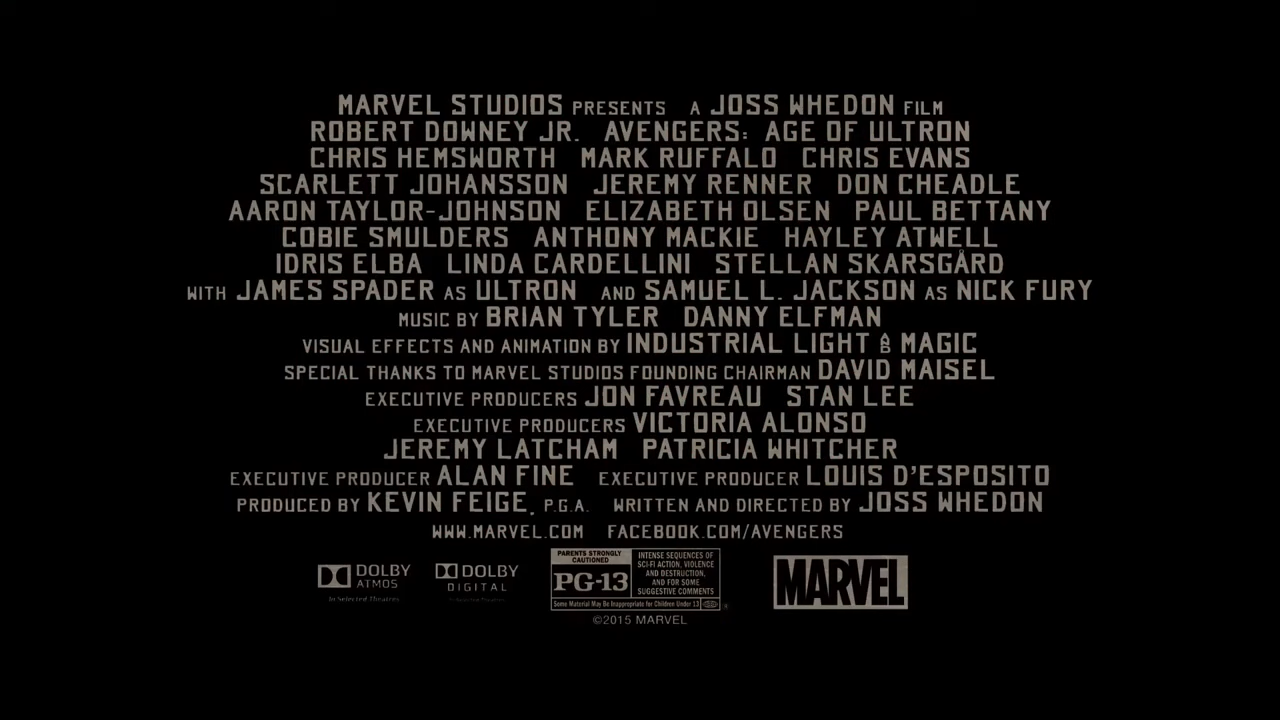 MARVEL STUDIOS PRESENTS A JOSS WHEDON FILM
ROBERT DOWNEY JR. AVENGERS: AGE OF ULTRON
CHRIS HEMSWORTH MARK RUFFALO CHRIS EVANS
SCARLETT JOHANSSON JEREMY RENNER DON CHEADLE
AARON TAYLOR-JOHNSON ELIZABETH OLSEN PAUL BETTANY
COBIE SMULDERS ANTHONY MACKIE HAYLEY ATWELL
IDRIS ELBA LINDA CARDELLINI STELLAN SKARSGÅRD
WITH JAMES SPADER AS ULTRON AND SAMUEL L. JACKSON AS NICK FURY
MUSIC BY BRIAN TYLER DANNY ELFMAN
VISUAL EFFECTS AND ANIMATION BY INDUSTRIAL LIGHT AND MAGIC
SPECIAL THANKS TO MARVEL STUDIOS FOUNDING CHAIRMAN DAVID MAISEL
EXECUTIVE PRODUCERS JON FAVREAU STAN LEE
EXECUTIVE PRODUCERS VICTORIA ALONSO
JEREMY LATCHAM PATRICIA WHITCHER
EXECUTIVE PRODUCER ALAN FINE EXECUTIVE PRODUCER LOUIS D'ESPOSITO
PRODUCED BY KEVIN FEIGE, P.G.A. WRITTEN AND DIRECTED BY JOSS WHEDON
WWW.MARVEL.COM FACEBOOK.COM/AVENGERS
DOLBY
ATMOS
In Selected Theatres
DOLBY
DIGITAL
PARENTS STRONGLY
CAUTIONED
PG-13
INTENSE SEQUENCES OF
SCI-FI ACTION, VIOLENCE
AND DESTRUCTION,
AND FOR SOME
SUGGESTIVE COMMENTS
Some Material May Be Inappropriate for Children Under 13
MARVEL
©2015 MARVEL